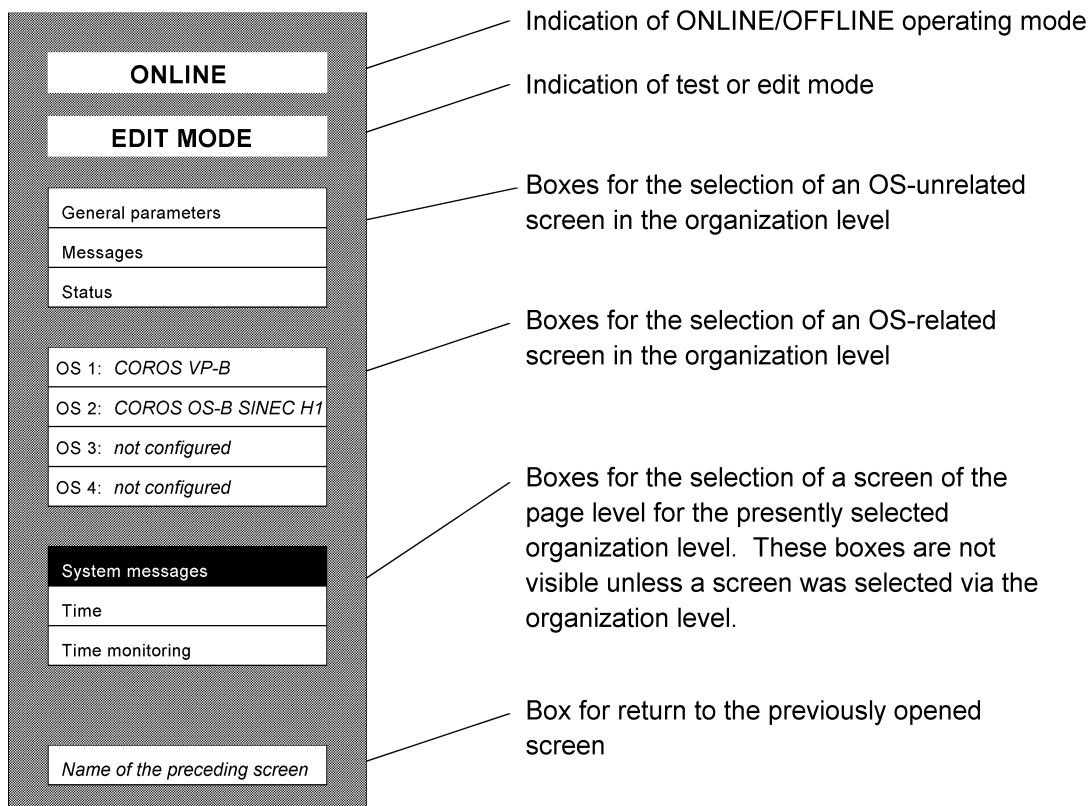 Indication of ONLINE/OFFLINE operating mode
ONLINE
Indication of test or edit mode
EDIT MODE
Boxes for the selection of an OS-unrelated
screen in the organization level
General parameters
Messages
Status
Boxes for the selection of an OS-related
screen in the organization level
OS 1: COROS VP-B
OS 2: COROS OS-B SINEC H1
OS 3: not configured
OS 4: not configured
Boxes for the selection of a screen of the
page level for the presently selected
organization level. These boxes are not
visible unless a screen was selected via the
organization level.
System messages
Time
Time monitoring
Box for return to the previously opened
screen
Name of the preceding screen